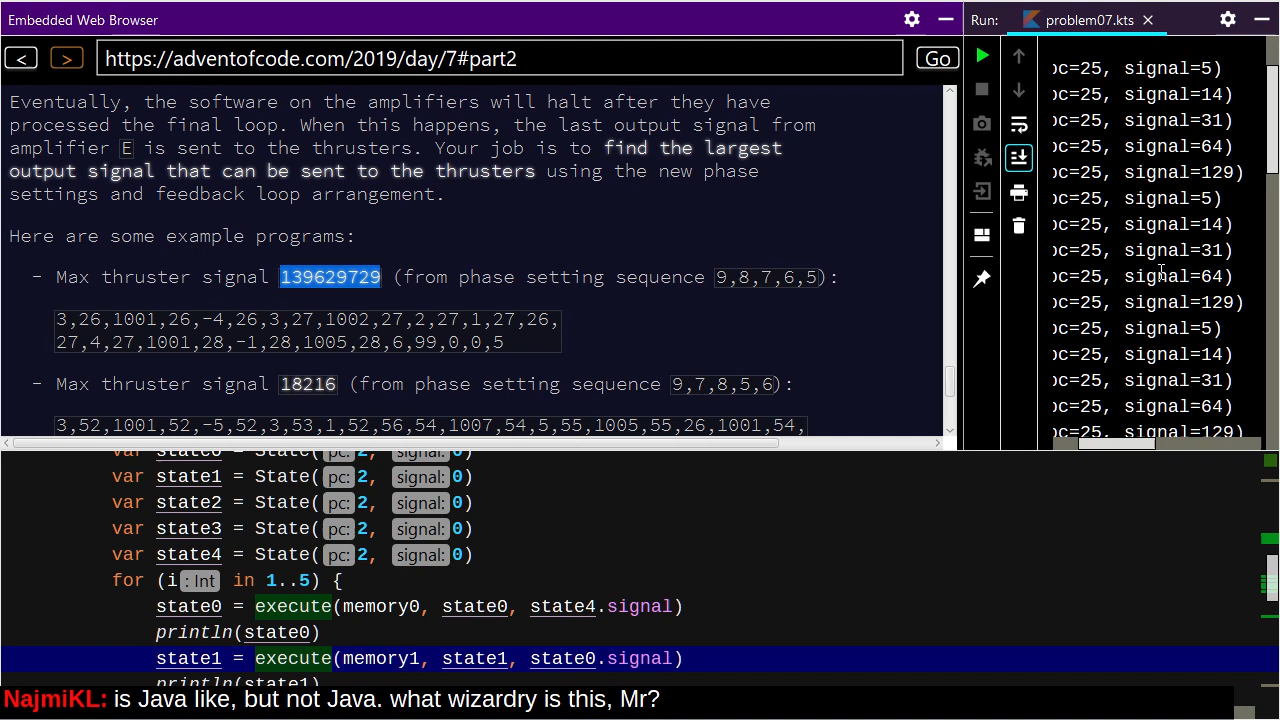 Embedded Web Browser
< > https://adventofcode.com/2019/day/7#part2 Go
Eventually, the software on the amplifiers will halt after they have
processed the final loop. When this happens, the last output signal from
amplifier E is sent to the thrusters. Your job is to find the largest
output signal that can be sent to the thrusters using the new phase
settings and feedback loop arrangement.
Here are some example programs:
- Max thruster signal 139629729 (from phase setting sequence 9,8,7,6,5):
3,26,1001,26,-4,26,3,27,1002,27,2,27,1,27,26,
27,4,27,1001,28,-1,28,1005,28,6,99,0,0,5
- Max thruster signal 18216 (from phase setting sequence 9,7,8,5,6):
3,52,1001,52,-5,52,3,53,1,52,56,54,1007,54,5,55,1005,55,26,1001,54,
Run: problem07.kts
pc=25, signal=5)
pc=25, signal=14)
pc=25, signal=31)
pc=25, signal=64)
pc=25, signal=129)
pc=25, signal=5)
pc=25, signal=14)
pc=25, signal=31)
pc=25, signal=64)
pc=25, signal=129)
pc=25, signal=5)
pc=25, signal=14)
pc=25, signal=31)
pc=25, signal=64)
pc=25, signal=129)
var state0 = State(pc: 2, signal: 0)
var state1 = State(pc: 2, signal: 0)
var state2 = State(pc: 2, signal: 0)
var state3 = State(pc: 2, signal: 0)
var state4 = State(pc: 2, signal: 0)
for (i : Int in 1..5) {
state0 = execute(memory0, state0, state4.signal)
println(state0)
state1 = execute(memory1, state1, state0.signal)
println(state1)
NajmiKL: is Java like, but not Java. what wizardry is this, Mr?